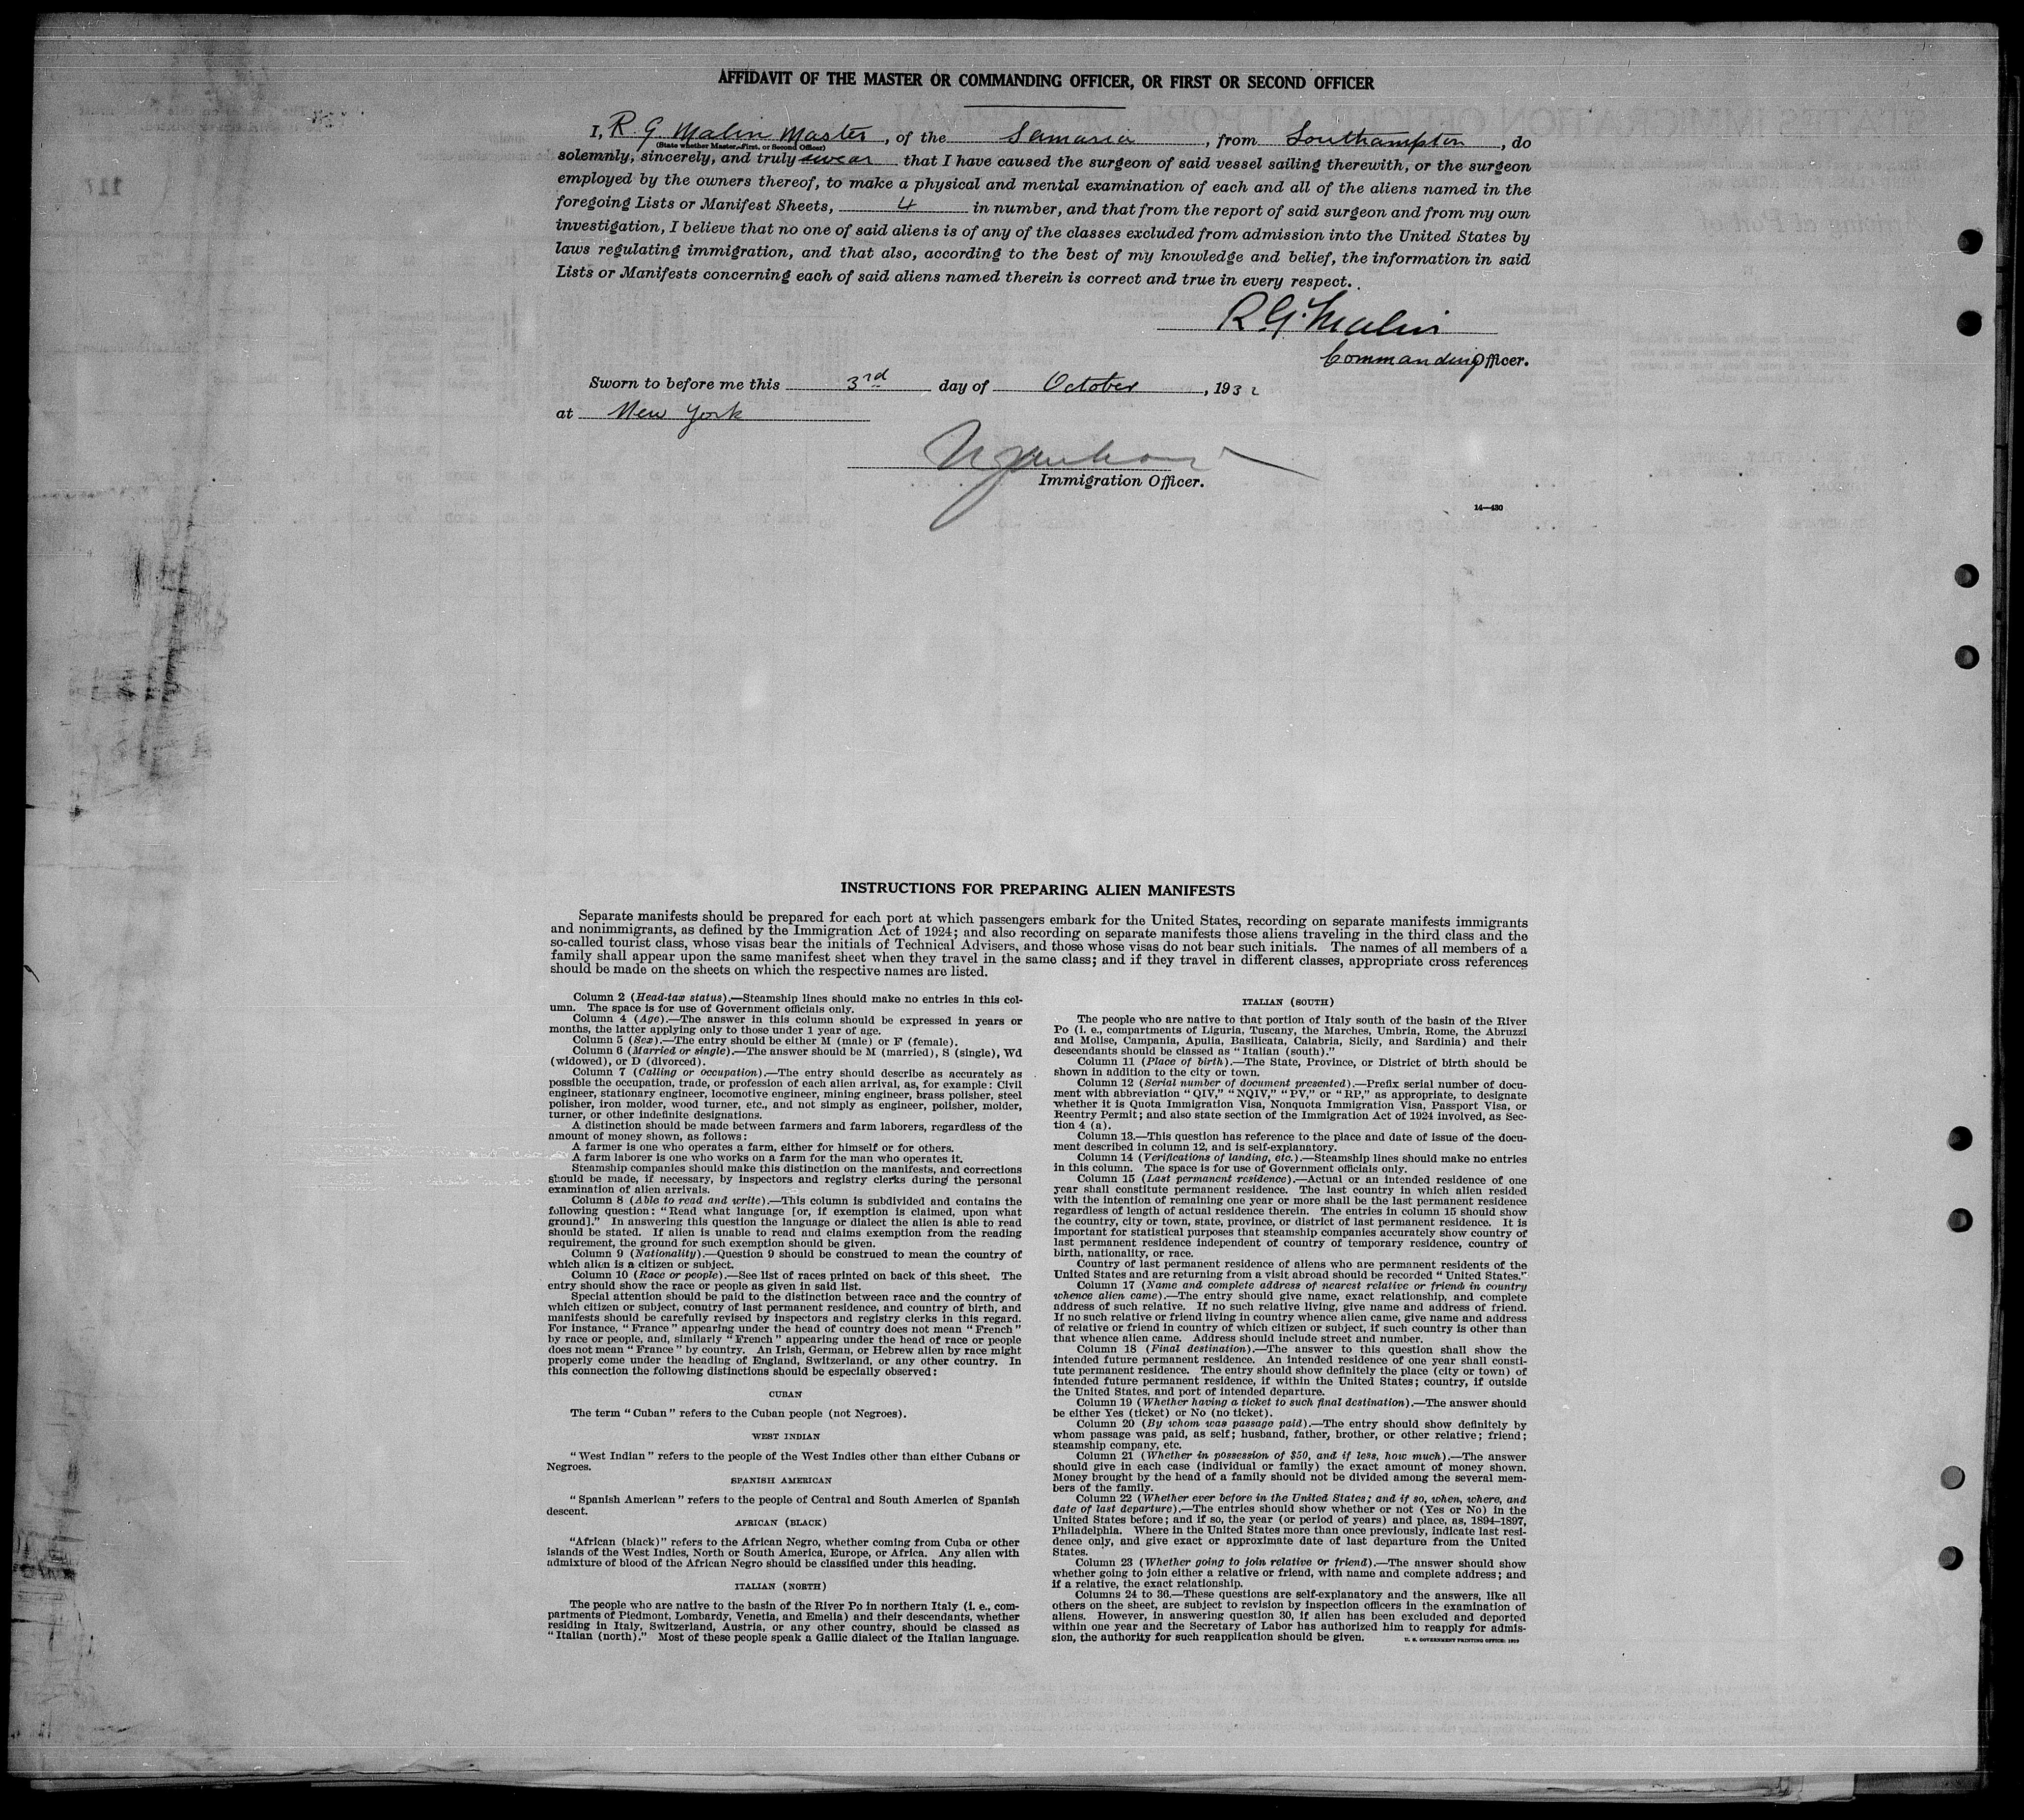 AFFIDAVIT OF THE MASTER OR COMMANDING OFFICER, OR FIRST OR SECOND OFFICER
I, R. G. Malin Master, of the Samaria, from Southampton, do
(State whether Master, First, or Second Officer)
solemnly, sincerely, and truly swear that I have caused the surgeon of said vessel sailing therewith, or the surgeon
employed by the owners thereof, to make a physical and mental examination of each and all of the aliens named in the
foregoing Lists or Manifest Sheets, 4 in number, and that from the report of said surgeon and from my own
investigation, I believe that no one of said aliens is of any of the classes excluded from admission into the United States by
laws regulating immigration, and that also, according to the best of my knowledge and belief, the information in said
Lists or Manifests concerning each of said aliens named therein is correct and true in every respect.
R. G. Malin
Commanding Officer.
Sworn to before me this 3rd day of October, 1932
at New York
Immigration Officer.
14—430
INSTRUCTIONS FOR PREPARING ALIEN MANIFESTS
Separate manifests should be prepared for each port at which passengers embark for the United States, recording on separate manifests immigrants
and nonimmigrants, as defined by the Immigration Act of 1924; and also recording on separate manifests those aliens traveling in the third class and the
so-called tourist class, whose visas bear the initials of Technical Advisers, and those whose visas do not bear such initials. The names of all members of a
family shall appear upon the same manifest sheet when they travel in the same class; and if they travel in different classes, appropriate cross references
should be made on the sheets on which the respective names are listed.
Column 2 (Head-tax status).—Steamship lines should make no entries in this col-
umn. The space is for use of Government officials only.
Column 4 (Age).—The answer in this column should be expressed in years or
months, the latter applying only to those under 1 year of age.
Column 5 (Sex).—The entry should be either M (male) or F (female).
Column 6 (Married or single).—The answer should be M (married), S (single), Wd
(widowed), or D (divorced).
Column 7 (Calling or occupation).—The entry should describe as accurately as
possible the occupation, trade, or profession of each alien arrival, as, for example: Civil
engineer, stationary engineer, locomotive engineer, mining engineer, brass polisher, steel
polisher, iron molder, wood turner, etc., and not simply as engineer, polisher, molder,
turner, or other indefinite designations.
A distinction should be made between farmers and farm laborers, regardless of the
amount of money shown, as follows:
A farmer is one who operates a farm, either for himself or for others.
A farm laborer is one who works on a farm for the man who operates it.
Steamship companies should make this distinction on the manifests, and corrections
should be made, if necessary, by inspectors and registry clerks during the personal
examination of alien arrivals.
Column 8 (Able to read and write).—This column is subdivided and contains the
following question: "Read what language [or, if exemption is claimed, upon what
ground]." In answering this question the language or dialect the alien is able to read
should be stated. If alien is unable to read and claims exemption from the reading
requirement, the ground for such exemption should be given.
Column 9 (Nationality).—Question 9 should be construed to mean the country of
which alien is a citizen or subject.
Column 10 (Race or people).—See list of races printed on back of this sheet. The
entry should show the race or people as given in said list.
Special attention should be paid to the distinction between race and the country of
which citizen or subject, country of last permanent residence, and country of birth, and
manifests should be carefully revised by inspectors and registry clerks in this regard.
For instance, "France" appearing under the head of country does not mean "French"
by race or people, and, similarly "French" appearing under the head of race or people
does not mean "France" by country. An Irish, German, or Hebrew alien by race might
properly come under the heading of England, Switzerland, or any other country. In
this connection the following distinctions should be especially observed:
CUBAN
The term "Cuban" refers to the Cuban people (not Negroes).
WEST INDIAN
"West Indian" refers to the people of the West Indies other than either Cubans or
Negroes.
SPANISH AMERICAN
"Spanish American" refers to the people of Central and South America of Spanish
descent.
AFRICAN (BLACK)
"African (black)" refers to the African Negro, whether coming from Cuba or other
islands of the West Indies, North or South America, Europe, or Africa. Any alien with
admixture of blood of the African Negro should be classified under this heading.
ITALIAN (NORTH)
The people who are native to the basin of the River Po in northern Italy (i. e., com-
partments of Piedmont, Lombardy, Venetia, and Emelia) and their descendants, whether
residing in Italy, Switzerland, Austria, or any other country, should be classed as
"Italian (north)." Most of these people speak a Gallic dialect of the Italian language.
ITALIAN (SOUTH)
The people who are native to that portion of Italy south of the basin of the River
Po (i. e., compartments of Liguria, Tuscany, the Marches, Umbria, Rome, the Abruzzi
and Molise, Campania, Apulia, Basilicata, Calabria, Sicily, and Sardinia) and their
descendants should be classed as "Italian (south)."
Column 11 (Place of birth).—The State, Province, or District of birth should be
shown in addition to the city or town.
Column 12 (Serial number of document presented).—Prefix serial number of docu-
ment with abbreviation "QIV," "NQIV," "PV," or "RP," as appropriate, to designate
whether it is Quota Immigration Visa, Nonquota Immigration Visa, Passport Visa, or
Reentry Permit; and also state section of the Immigration Act of 1924 involved, as Sec-
tion 4 (a).
Column 13.—This question has reference to the place and date of issue of the docu-
ment described in column 12, and is self-explanatory.
Column 14 (Verifications of landing, etc.).—Steamship lines should make no entries
in this column. The space is for use of Government officials only.
Column 15 (Last permanent residence).—Actual or an intended residence of one
year shall constitute permanent residence. The last country in which alien resided
with the intention of remaining one year or more shall be the last permanent residence
regardless of length of actual residence therein. The entries in column 15 should show
the country, city or town, state, province, or district of last permanent residence. It is
important for statistical purposes that steamship companies accurately show country of
last permanent residence independent of country of temporary residence, country of
birth, nationality, or race.
Country of last permanent residence of aliens who are permanent residents of the
United States and are returning from a visit abroad should be recorded "United States."
Column 17 (Name and complete address of nearest relative or friend in country
whence alien came).—The entry should give name, exact relationship, and complete
address of such relative. If no such relative living, give name and address of friend.
If no such relative or friend living in country whence alien came, give name and address
of relative or friend in country of which citizen or subject, if such country is other than
that whence alien came. Address should include street and number.
Column 18 (Final destination).—The answer to this question shall show the
intended future permanent residence. An intended residence of one year shall consti-
tute permanent residence. The entry should show definitely the place (city or town) of
intended future permanent residence, if within the United States; country, if outside
the United States, and port of intended departure.
Column 19 (Whether having a ticket to such final destination).—The answer should
be either Yes (ticket) or No (no ticket).
Column 20 (By whom was passage paid).—The entry should show definitely by
whom passage was paid, as self; husband, father, brother, or other relative; friend;
steamship company, etc.
Column 21 (Whether in possession of $50, and if less, how much).—The answer
should give in each case (individual or family) the exact amount of money shown.
Money brought by the head of a family should not be divided among the several mem-
bers of the family.
Column 22 (Whether ever before in the United States; and if so, when, where, and
date of last departure).—The entries should show whether or not (Yes or No) in the
United States before; and if so, the year (or period of years) and place, as, 1894–1897,
Philadelphia. Where in the United States more than once previously, indicate last resi-
dence only, and give exact or approximate date of last departure from the United
States.
Column 23 (Whether going to join relative or friend).—The answer should show
whether going to join either a relative or friend, with name and complete address; and
if a relative, the exact relationship.
Columns 24 to 36.—These questions are self-explanatory and the answers, like all
others on the sheet, are subject to revision by inspection officers in the examination of
aliens. However, in answering question 30, if alien has been excluded and deported
within one year and the Secretary of Labor has authorized him to reapply for admis-
sion, the authority for such reapplication should be given.
U. S. GOVERNMENT PRINTING OFFICE: 1929